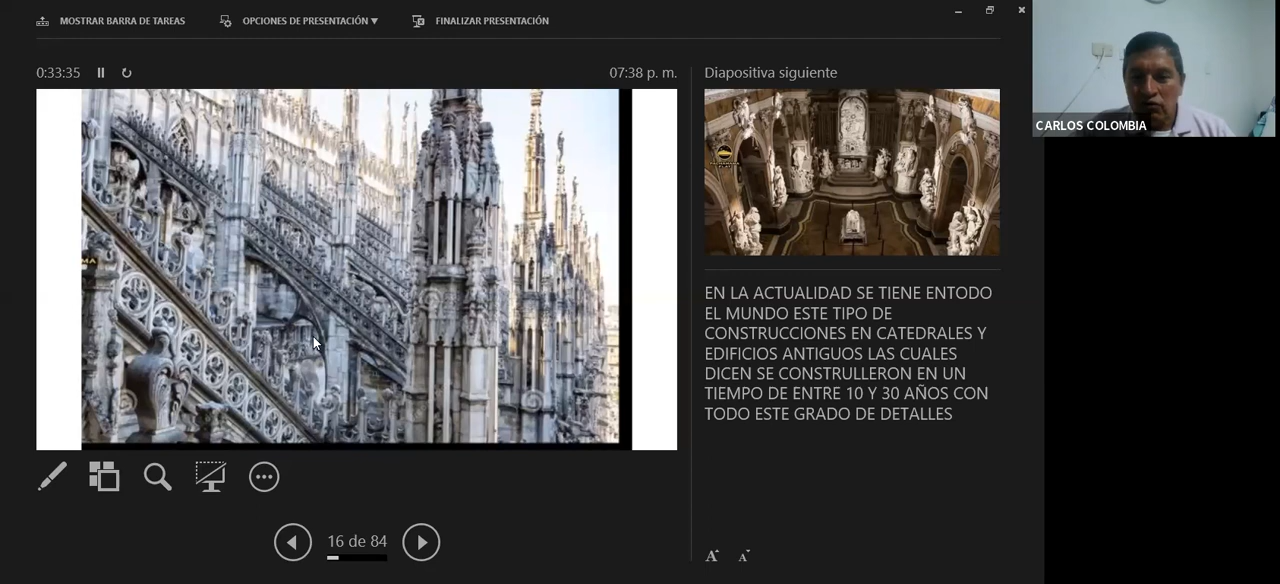 MOSTRAR BARRA DE TAREAS
OPCIONES DE PRESENTACIÓN
FINALIZAR PRESENTACIÓN
0:33:35
07:38 p. m.
Diapositiva siguiente
CARLOS COLOMBIA
MA
EN LA ACTUALIDAD SE TIENE ENTODO
EL MUNDO ESTE TIPO DE
CONSTRUCCIONES EN CATEDRALES Y
EDIFICIOS ANTIGUOS LAS CUALES
DICEN SE CONSTRULLERON EN UN
TIEMPO DE ENTRE 10 Y 30 AÑOS CON
TODO ESTE GRADO DE DETALLES
16 de 84
A A